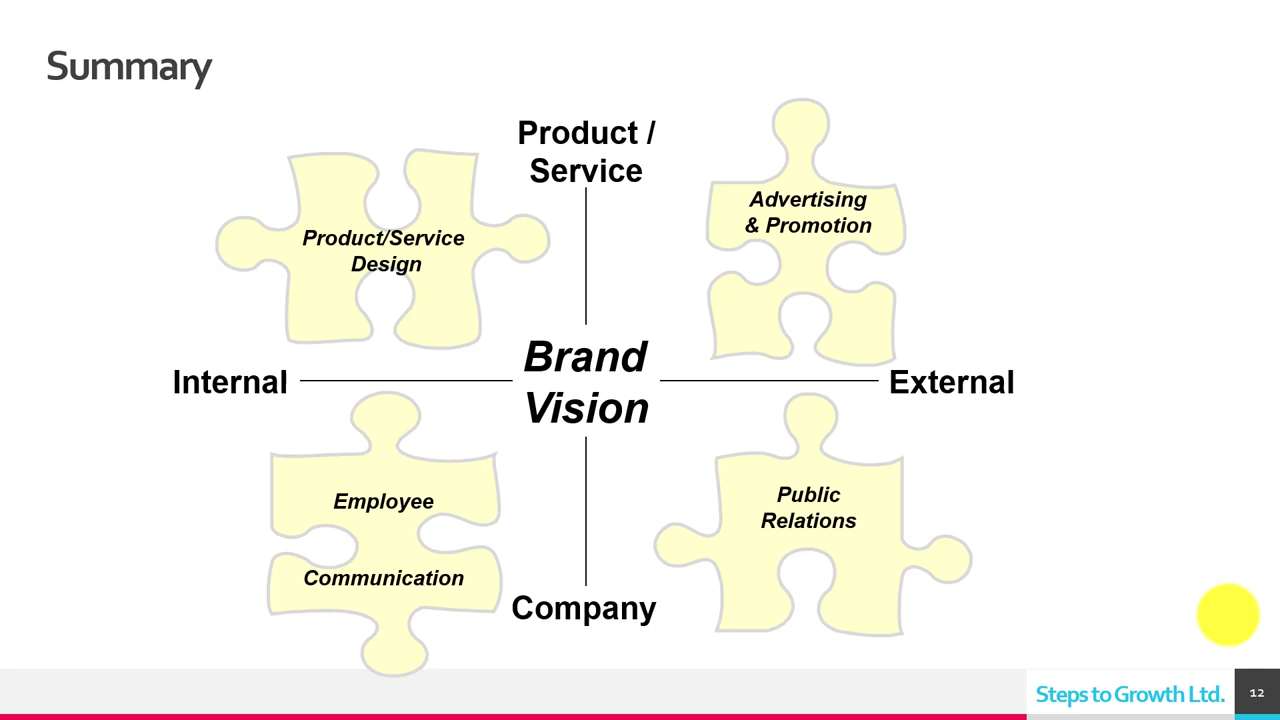 Summary
Product /
Service
Advertising
& Promotion
Product/Service
Design
Brand
Vision
Internal
External
Employee
Communication
Public
Relations
Company
Steps to Growth Ltd.
12